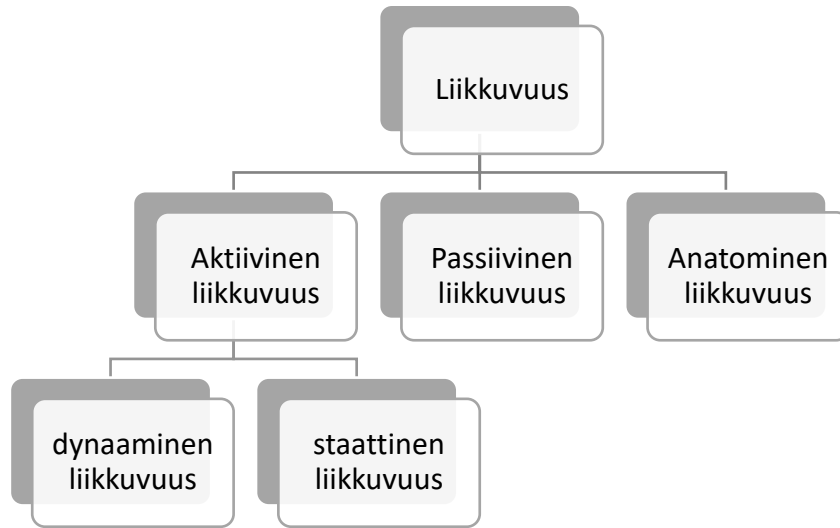 Liikkuvuus
Aktiivinen
liikkuvuus
Passiivinen
liikkuvuus
Anatominen
liikkuvuus
dynaaminen
liikkuvuus
staattinen
liikkuvuus